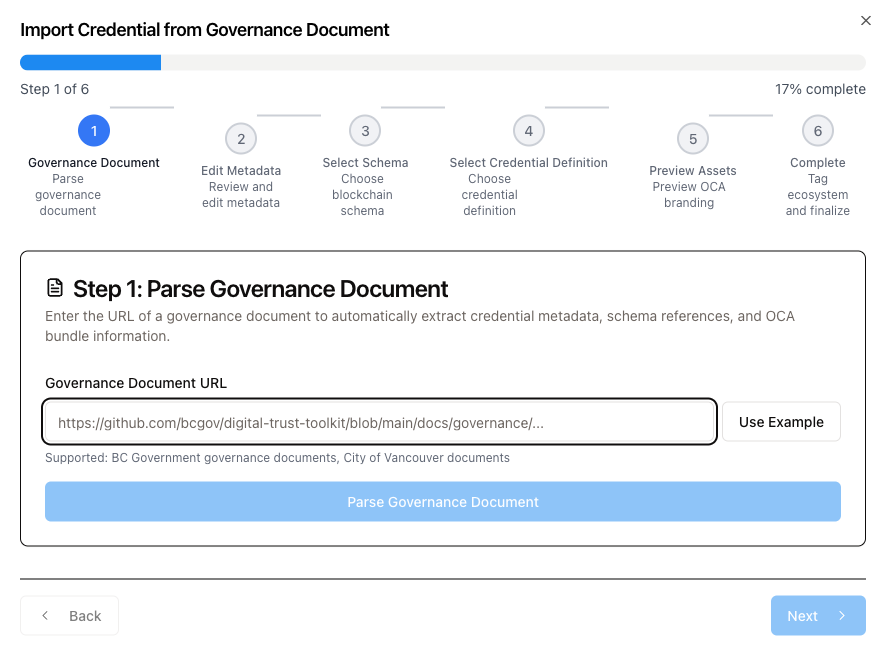 Import Credential from Governance Document
Step 1 of 6
17% complete
1
Governance Document
Parse
governance
document
2
Edit Metadata
Review and
edit metadata
3
Select Schema
Choose
blockchain
schema
4
Select Credential Definition
Choose
credential
definition
5
Preview Assets
Preview OCA
branding
6
Complete
Tag
ecosystem
and finalize
Step 1: Parse Governance Document
Enter the URL of a governance document to automatically extract credential metadata, schema references, and OCA
bundle information.
Governance Document URL
https://github.com/bcgov/digital-trust-toolkit/blob/main/docs/governance/...
Use Example
Supported: BC Government governance documents, City of Vancouver documents
Parse Governance Document
Back
Next